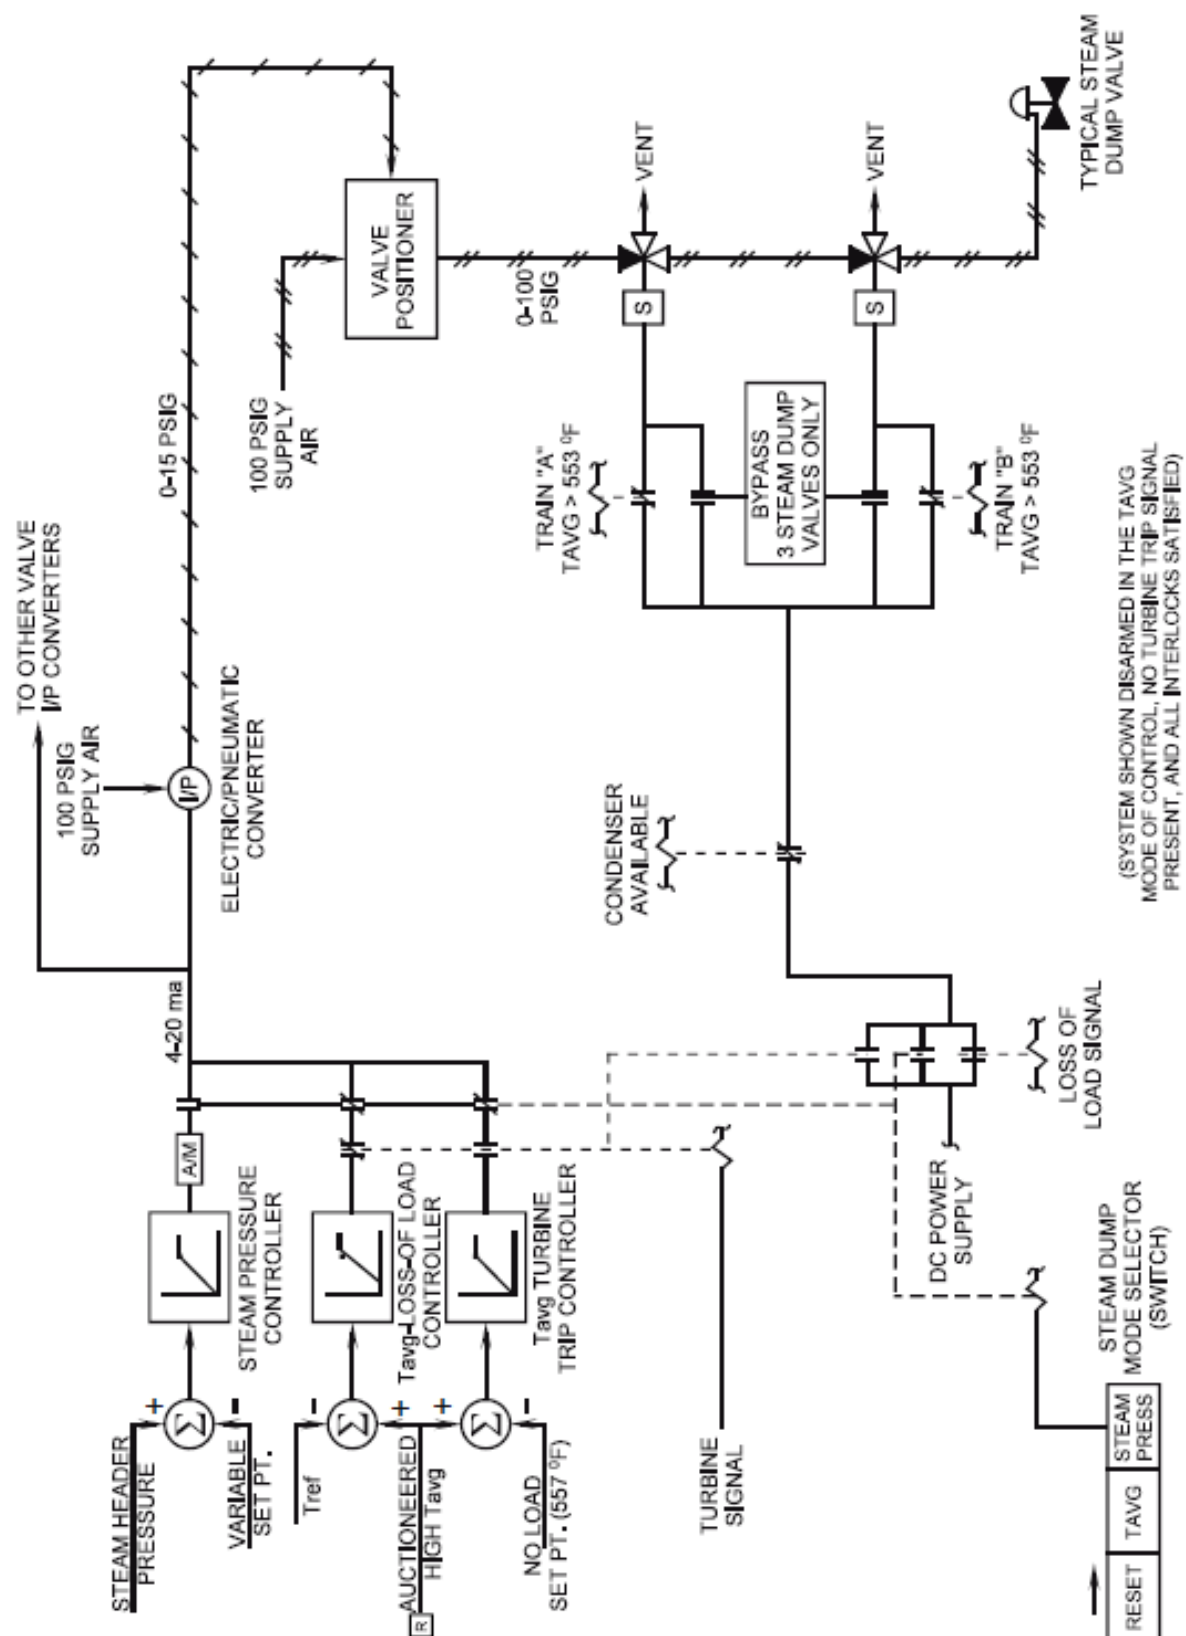 STEAM HEADER
PRESSURE
+
-
VARIABLE
SET PT.
Σ
STEAM PRESSURE
CONTROLLER
A/M
4-20 ma
TO OTHER VALVE
I/P CONVERTERS
100 PSIG
SUPPLY AIR
I/P
ELECTRIC/PNEUMATIC
CONVERTER
0-15 PSIG
Tref
-
+
Σ
Tavg-LOSS-OF LOAD
CONTROLLER
R
AUCTIONEERED
HIGH Tavg
+
-
Σ
NO LOAD
SET PT. (557 °F)
Tavg TURBINE
TRIP CONTROLLER
100 PSIG
SUPPLY
AIR
VALVE
POSITIONER
0-100
PSIG
S
VENT
S
VENT
TYPICAL STEAM
DUMP VALVE
TRAIN "A"
TAVG > 553 °F
BYPASS
3 STEAM DUMP
VALVES ONLY
TRAIN "B"
TAVG > 553 °F
CONDENSER
AVAILABLE
TURBINE
SIGNAL
DC POWER
SUPPLY
LOSS OF
LOAD SIGNAL
STEAM DUMP
MODE SELECTOR
(SWITCH)
RESET
TAVG
STEAM
PRESS
(SYSTEM SHOWN DISARMED IN THE TAVG
MODE OF CONTROL, NO TURBINE TRIP SIGNAL
PRESENT, AND ALL INTERLOCKS SATISFIED)